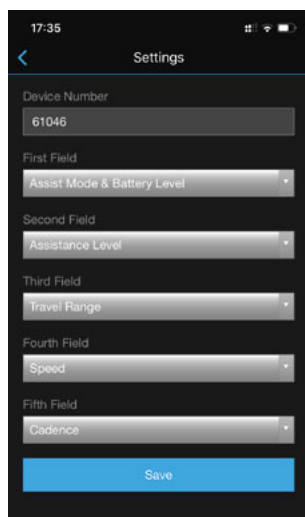 17:35
Settings
Device Number
61046
First Field
Assist Mode & Battery Level
Second Field
Assistance Level
Third Field
Travel Range
Fourth Field
Speed
Fifth Field
Cadence
Save